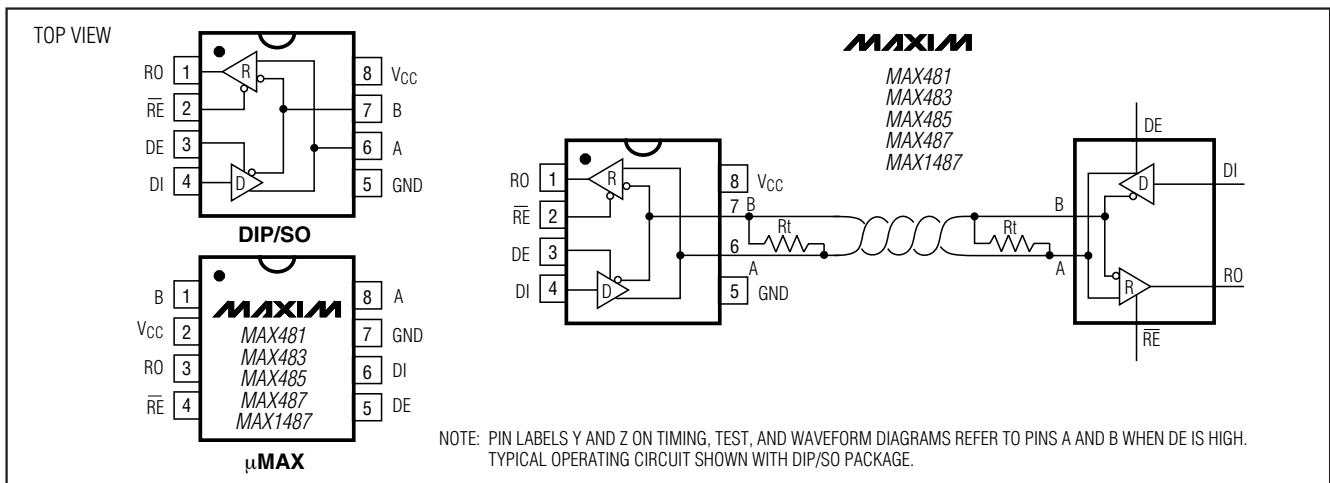 TOP VIEW
RO 1
RE 2
DE 3
DI 4
R
D
8 VCC
7 B
6 A
5 GND
DIP/SO
B 1
VCC 2
RO 3
RE 4
MAXIM
MAX481
MAX483
MAX485
MAX487
MAX1487
8 A
7 GND
6 DI
5 DE
µMAX
MAXIM
MAX481
MAX483
MAX485
MAX487
MAX1487
RO 1
RE 2
DE 3
DI 4
R
D
8 VCC
7 B
6
A
5 GND
Rt
Rt
B
A
DE
D
DI
R
RO
RE
NOTE: PIN LABELS Y AND Z ON TIMING, TEST, AND WAVEFORM DIAGRAMS REFER TO PINS A AND B WHEN DE IS HIGH.
TYPICAL OPERATING CIRCUIT SHOWN WITH DIP/SO PACKAGE.